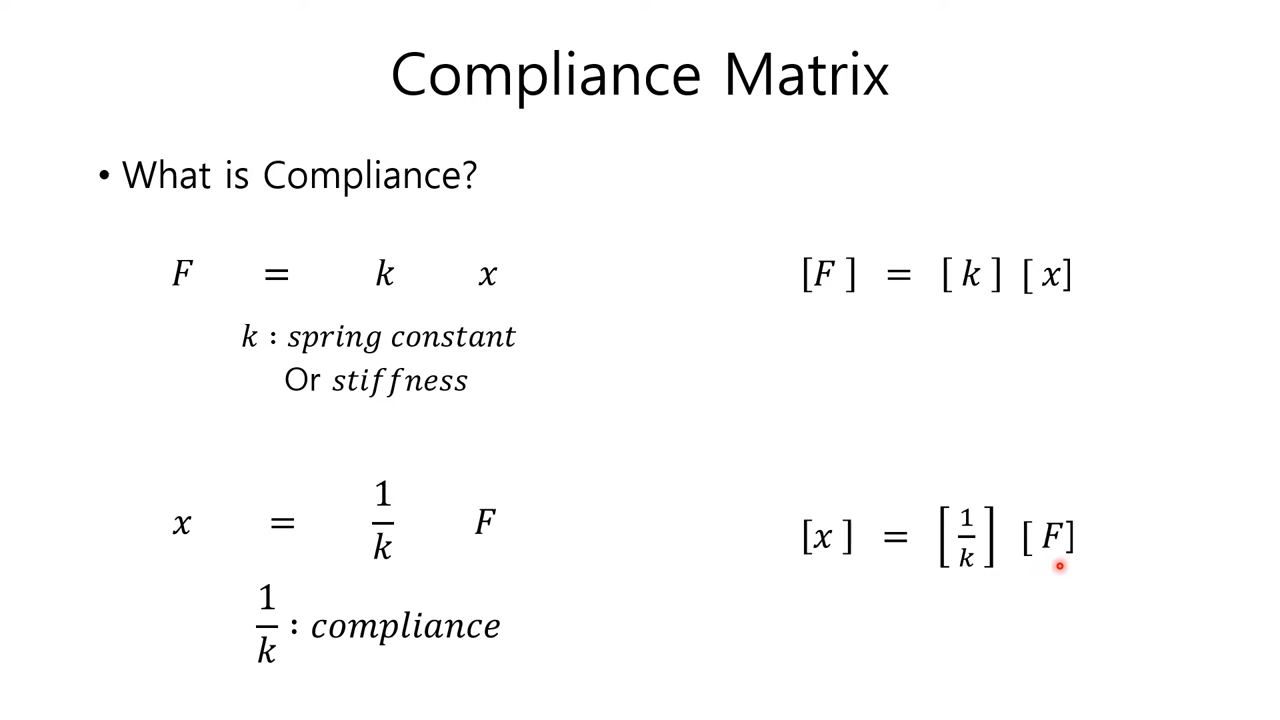 Compliance Matrix
• What is Compliance?
F = k x
[F ] = [ k ] [ x]
k : spring constant
Or stiffness
x = 1/k F
[x ] = [1/k] [ F]
1/k : compliance